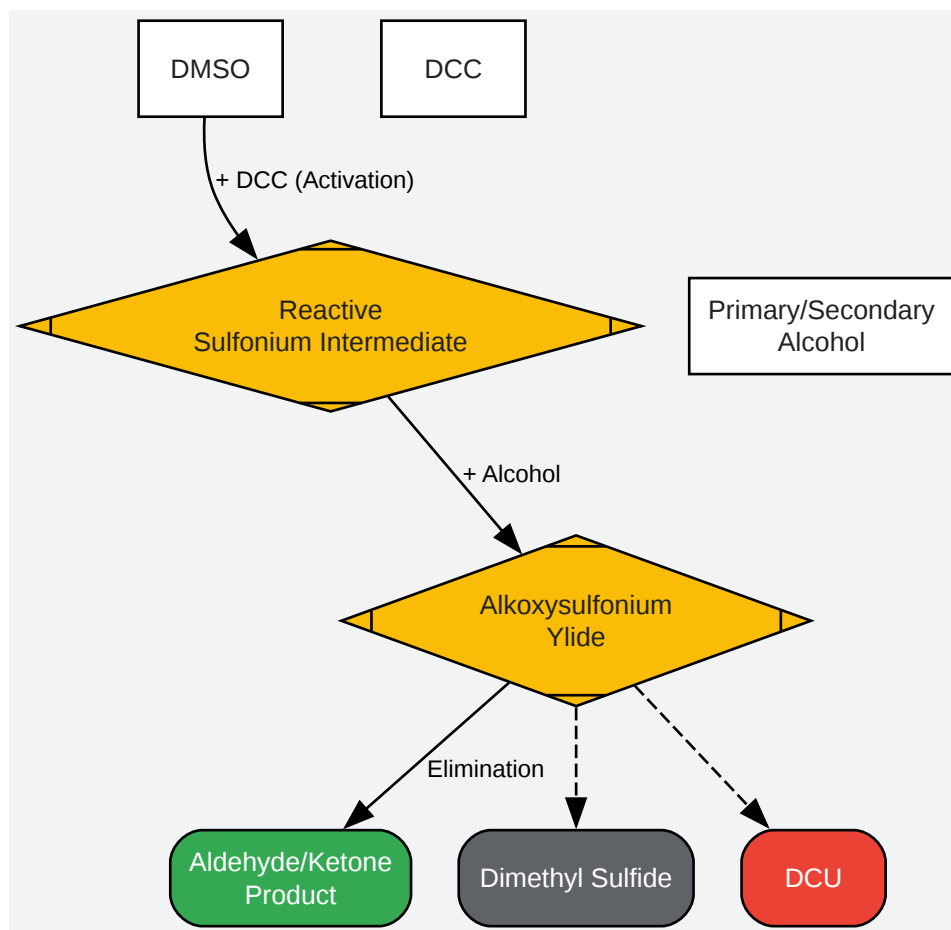 DMSO
DCC
+ DCC (Activation)
Reactive
Sulfonium Intermediate
Primary/Secondary
Alcohol
+ Alcohol
Alkoxysulfonium
Ylide
Elimination
Aldehyde/Ketone
Product
Dimethyl Sulfide
DCU